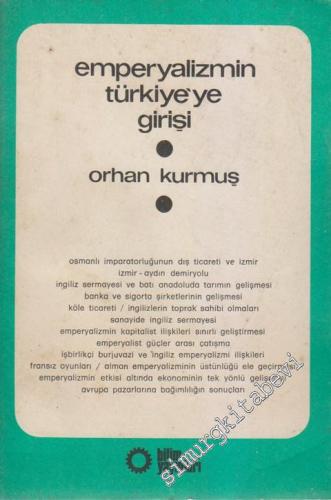 emperyalizmin
türkiye'ye
girişi
orhan kurmuş
osmanlı imparatorluğunun dış ticareti ve izmir
izmir - aydın demiryolu
ingiliz sermayesi ve batı anadoluda tarımın gelişmesi
banka ve sigorta şirketlerinin gelişmesi
köle ticareti / ingilizlerin toprak sahibi olmaları
sanayide ingiliz sermayesi
emperyalizmin kapitalist ilişkileri sınırlı geliştirmesi
emperyalist güçler arası çatışma
işbirlikçi burjuvazi ve ingiliz emperyalizmi ilişkileri
fransız oyunları / alman emperyalizminin üstünlüğü ele geçirmesi
emperyalizmin etkisi altında ekonominin tek yönlü gelişmesi
avrupa pazarlarına bağımlılığın sonuçları
bilim
yayınları
simurgkitabevi